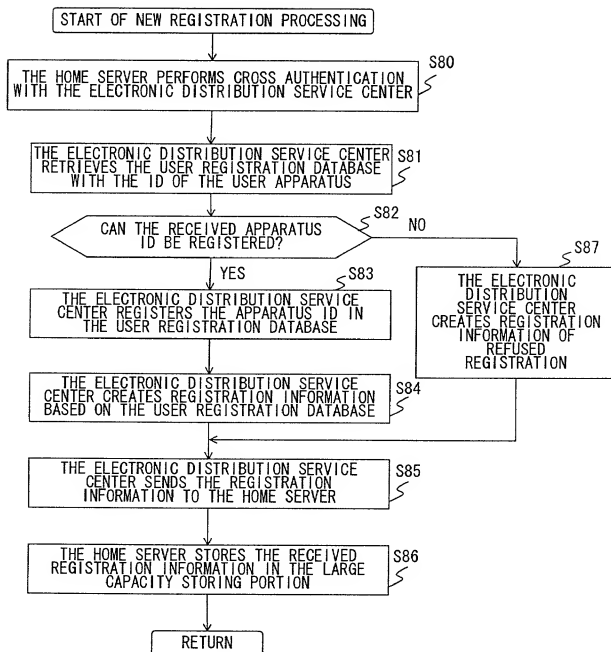 START OF NEW REGISTRATION PROCESSING
S80
THE HOME SERVER PERFORMS CROSS AUTHENTICATION
WITH THE ELECTRONIC DISTRIBUTION SERVICE CENTER
S81
THE ELECTRONIC DISTRIBUTION SERVICE CENTER
RETRIEVES THE USER REGISTRATION DATABASE
WITH THE ID OF THE USER APPARATUS
S82
CAN THE RECEIVED APPARATUS
ID BE REGISTERED?
NO
YES
S83
THE ELECTRONIC DISTRIBUTION SERVICE
CENTER REGISTERS THE APPARATUS ID IN
THE USER REGISTRATION DATABASE
S87
THE ELECTRONIC
DISTRIBUTION
SERVICE CENTER
CREATES REGISTRATION
INFORMATION OF
REFUSED
REGISTRATION
THE ELECTRONIC DISTRIBUTION SERVICE
CENTER CREATES REGISTRATION INFORMATION
BASED ON THE USER REGISTRATION DATABASE
S84
THE ELECTRONIC DISTRIBUTION SERVICE
CENTER SENDS THE REGISTRATION
INFORMATION TO THE HOME SERVER
S85
THE HOME SERVER STORES THE RECEIVED
REGISTRATION INFORMATION IN THE LARGE
CAPACITY STORING PORTION
S86
RETURN